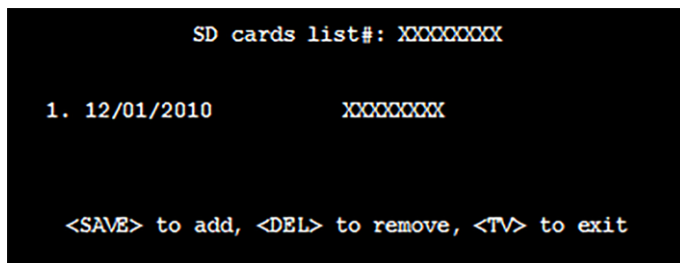 SD cards list#: XXXXXXXX
1. 12/01/2010 XXXXXXXX
<SAVE> to add, <DEL> to remove, <TV> to exit